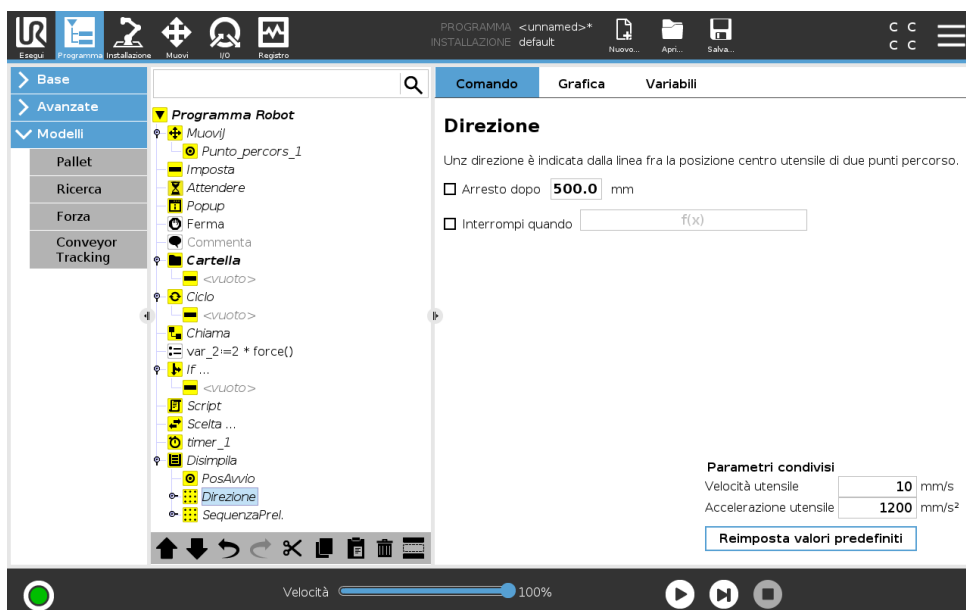 UR
Esegui
Programma
Installazione
Muovi
I/O
Registro
PROGRAMMA <unnamed>*
INSTALLAZIONE default
Nuovo...
Apri...
Salva...
C C
C C
Base
Avanzate
Modelli
Pallet
Ricerca
Forza
Conveyor
Tracking
Programma Robot
MuoviJ
Punto_percors_1
Imposta
Attendere
Popup
Ferma
Commenta
Cartella
<vuoto>
Ciclo
<vuoto>
Chiama
var_2:=2 * force()
If ...
<vuoto>
Script
Scelta ...
timer_1
Disimpila
PosAvvio
Direzione
SequenzaPrel.
Comando Grafica Variabili
Direzione
Unz direzione è indicata dalla linea fra la posizione centro utensile di due punti percorso.
Arresto dopo 500.0 mm
Interrompi quando f(x)
Parametri condivisi
Velocità utensile 10 mm/s
Accelerazione utensile 1200 mm/s²
Reimposta valori predefiniti
Velocità 100%